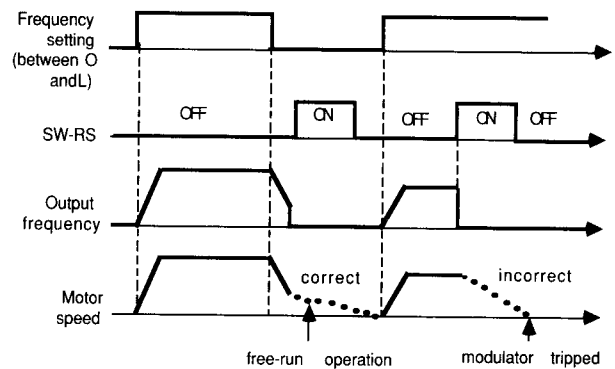 Frequency
setting
(between O
andL)
OFF
ON
OFF
ON
OFF
SW-RS
Output
frequency
correct
incorrect
Motor
speed
free-run operation
modulator tripped